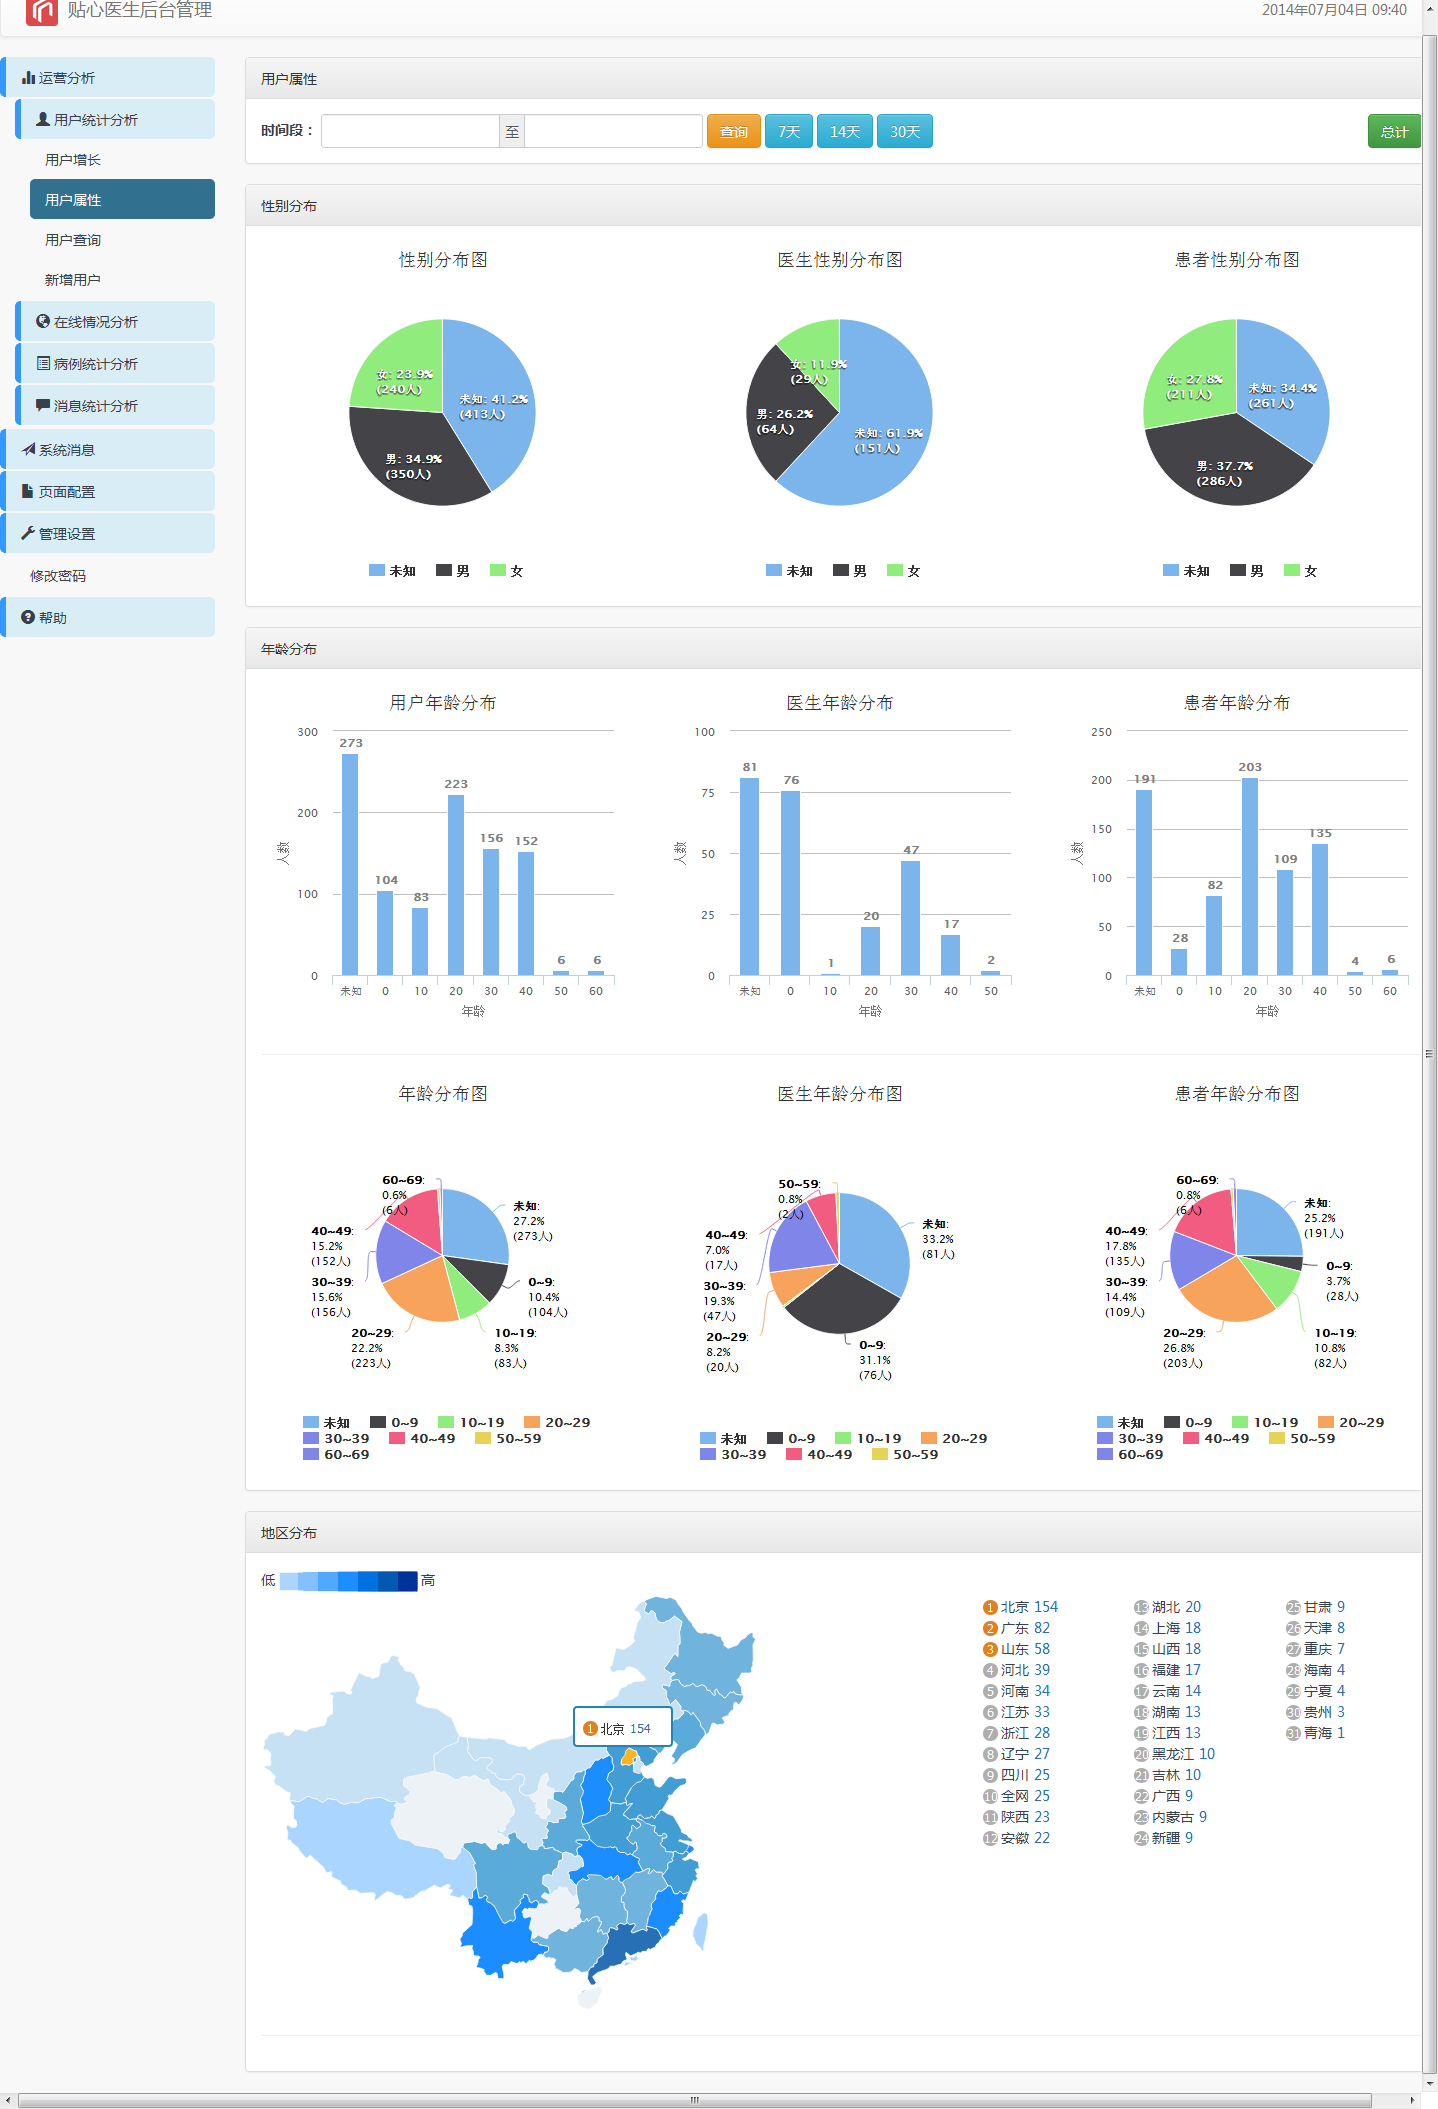 贴心医生后台管理
2014年07月04日 09:40
运营分析
用户统计分析
用户增长
用户属性
用户查询
新增用户
在线情况分析
病例统计分析
消息统计分析
系统消息
页面配置
管理设置
修改密码
帮助
用户属性
时间段： 至 查询 7天 14天 30天 总计
性别分布
性别分布图
女: 23.9%
(240人)
未知: 41.2%
(413人)
男: 34.9%
(350人)
未知 男 女
医生性别分布图
女: 11.9%
(29人)
男: 26.2%
(64人)
未知: 61.9%
(151人)
未知 男 女
患者性别分布图
女: 27.8%
(211人)
未知: 34.4%
(261人)
男: 37.7%
(286人)
未知 男 女
年龄分布
用户年龄分布
人数
300
200
100
0
273 104 83 223 156 152 6 6
未知 0 10 20 30 40 50 60
年龄
医生年龄分布
人数
100
75
50
25
0
81 76 1 20 47 17 2
未知 0 10 20 30 40 50
年龄
患者年龄分布
人数
250
200
150
100
50
0
191 28 82 203 109 135 4 6
未知 0 10 20 30 40 50 60
年龄
年龄分布图
60~69:
0.6%
(6人)
未知:
27.2%
(273人)
40~49:
15.2%
(152人)
30~39:
15.6%
(156人)
0~9:
10.4%
(104人)
20~29:
22.2%
(223人)
10~19:
8.3%
(83人)
未知 0~9 10~19 20~29
30~39 40~49 50~59
60~69
医生年龄分布图
50~59:
0.8%
(2人)
未知:
33.2%
(81人)
40~49:
7.0%
(17人)
30~39:
19.3%
(47人)
20~29:
8.2%
(20人)
0~9:
31.1%
(76人)
未知 0~9 10~19 20~29
30~39 40~49 50~59
患者年龄分布图
60~69:
0.8%
(6人)
未知:
25.2%
(191人)
40~49:
17.8%
(135人)
0~9:
3.7%
(28人)
30~39:
14.4%
(109人)
20~29:
26.8%
(203人)
10~19:
10.8%
(82人)
未知 0~9 10~19 20~29
30~39 40~49 50~59
60~69
地区分布
低 高
1 北京 154
1 北京 154
2 广东 82
3 山东 58
4 河北 39
5 河南 34
6 江苏 33
7 浙江 28
8 辽宁 27
9 四川 25
10 全网 25
11 陕西 23
12 安徽 22
13 湖北 20
14 上海 18
15 山西 18
16 福建 17
17 云南 14
18 湖南 13
19 江西 13
20 黑龙江 10
21 吉林 10
22 广西 9
23 内蒙古 9
24 新疆 9
25 甘肃 9
26 天津 8
27 重庆 7
28 海南 4
29 宁夏 4
30 贵州 3
31 青海 1